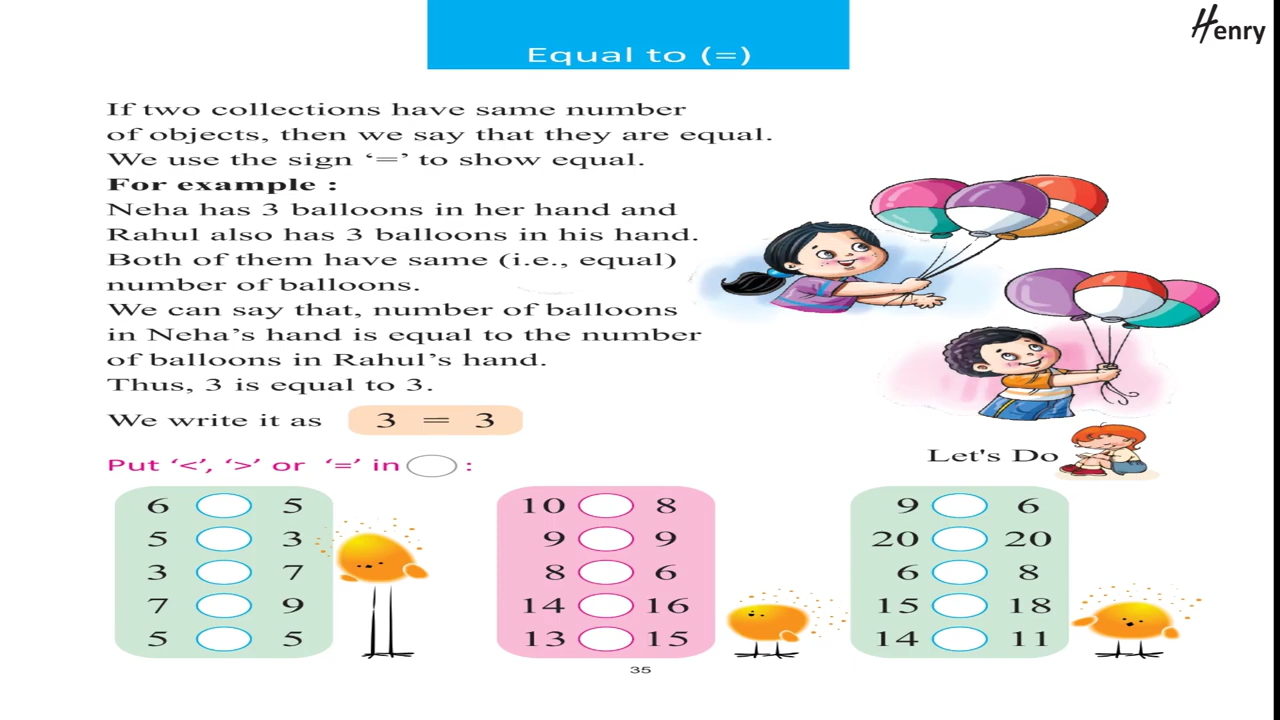 Henry
Equal to (=)
If two collections have same number
of objects, then we say that they are equal.
We use the sign ‘=’ to show equal.
For example :
Neha has 3 balloons in her hand and
Rahul also has 3 balloons in his hand.
Both of them have same (i.e., equal)
number of balloons.
We can say that, number of balloons
in Neha’s hand is equal to the number
of balloons in Rahul’s hand.
Thus, 3 is equal to 3.
We write it as 3 = 3
Let's Do
Put ‘<’, ‘>’ or ‘=’ in :
6 5
5 3
3 7
7 9
5 5
10 8
9 9
8 6
14 16
13 15
9 6
20 20
6 8
15 18
14 11
35